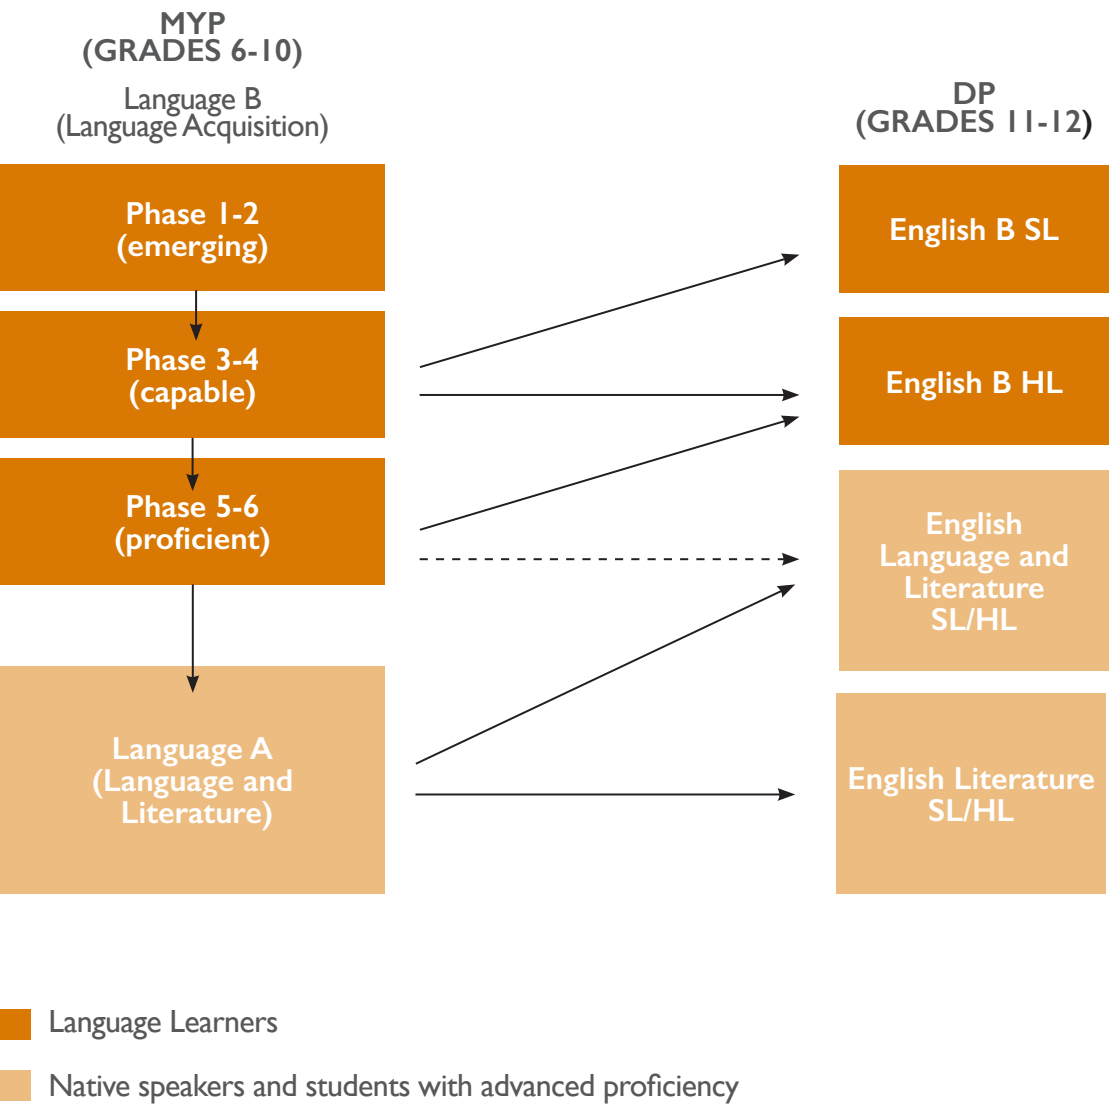 MYP
(GRADES 6-10)
Language B
(Language Acquisition)
Phase 1-2
(emerging)
Phase 3-4
(capable)
Phase 5-6
(proficient)
Language A
(Language and
Literature)
DP
(GRADES 11-12)
English B SL
English B HL
English
Language and
Literature
SL/HL
English Literature
SL/HL
Language Learners
Native speakers and students with advanced proficiency